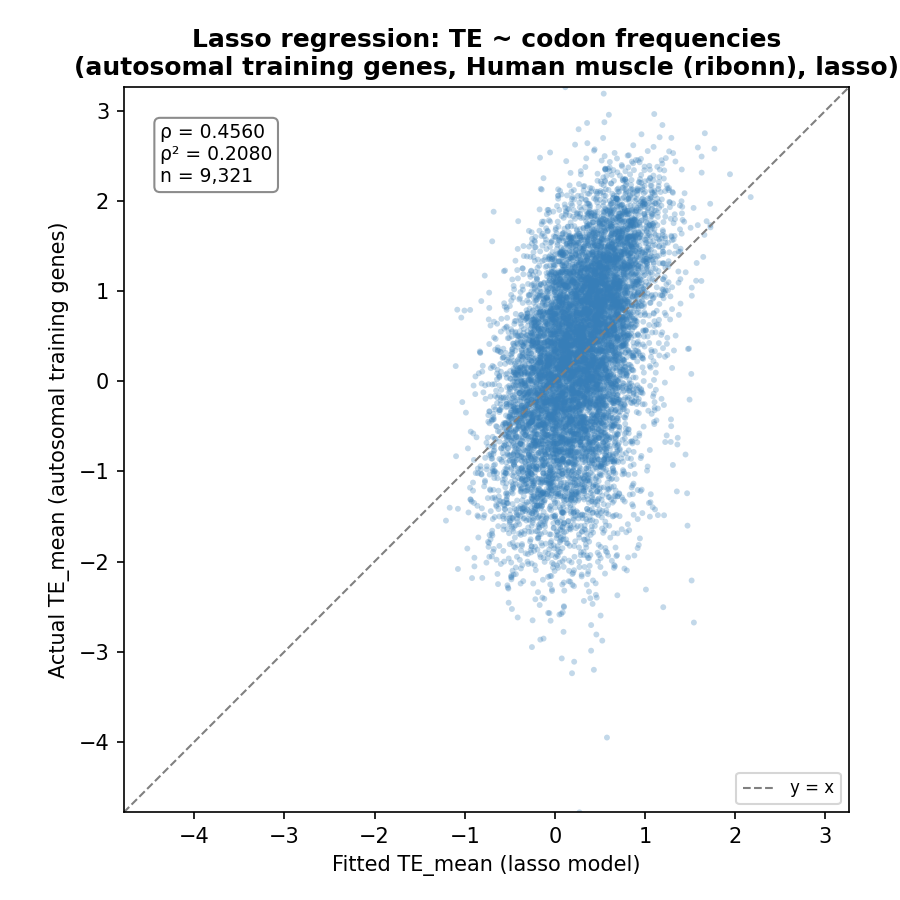 Lasso regression: TE ~ codon frequencies
(autosomal training genes, Human muscle (ribonn), lasso)
ρ = 0.4560
ρ² = 0.2080
n = 9,321
Actual TE_mean (autosomal training genes)
3
2
1
0
−1
−2
−3
−4
y = x
−4 −3 −2 −1 0 1 2 3
Fitted TE_mean (lasso model)